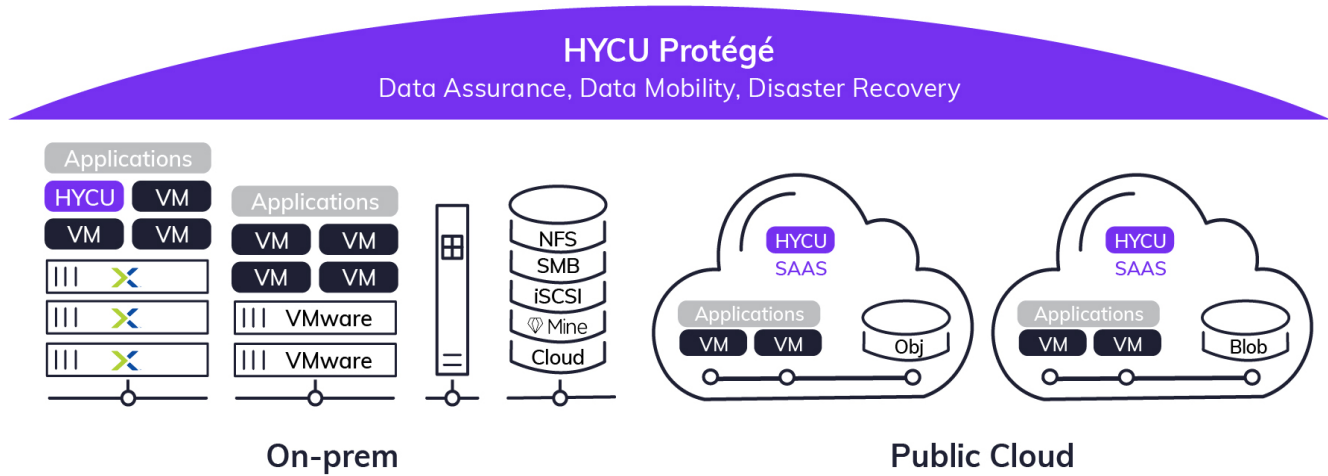 HYCU Protégé
Data Assurance, Data Mobility, Disaster Recovery
Applications
HYCU VM
VM VM
Applications
VM VM
VM VM
VMware
VMware
NFS
SMB
iSCSI
Mine
Cloud
HYCU
SAAS
Applications
VM VM
Obj
HYCU
SAAS
Applications
VM VM
Blob
On-prem
Public Cloud